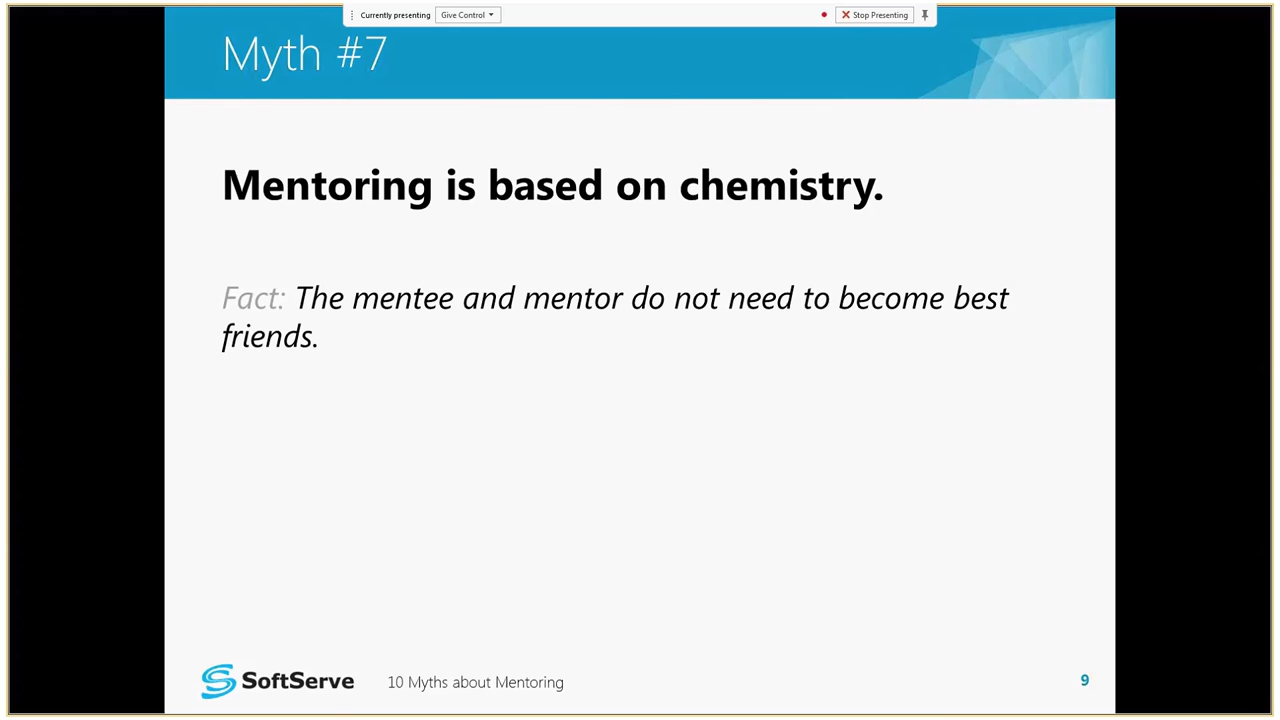 Currently presenting Give Control Stop Presenting
Myth #7
Mentoring is based on chemistry.
Fact: The mentee and mentor do not need to become best
friends.
SoftServe 10 Myths about Mentoring 9